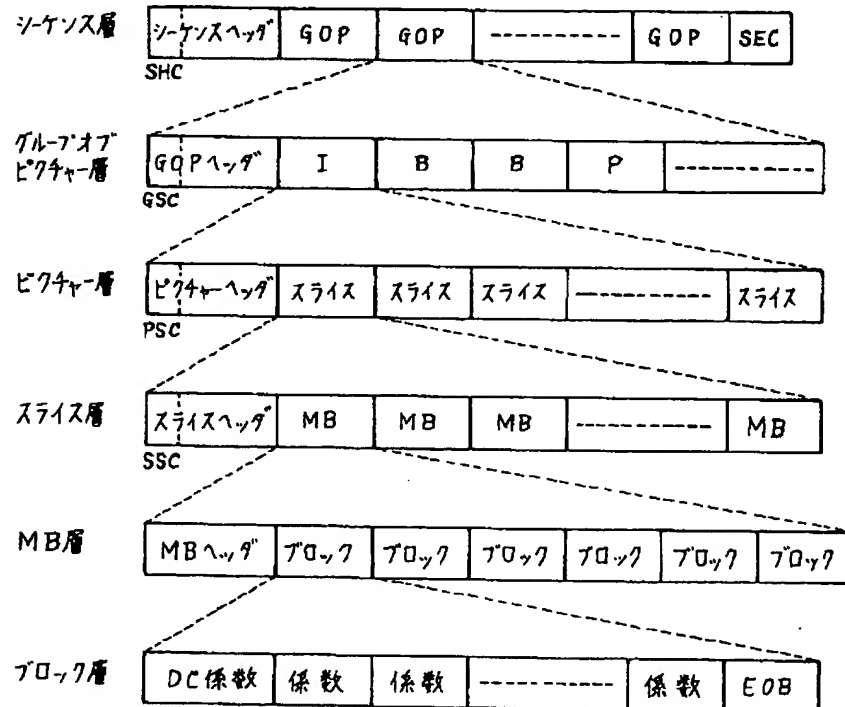 シーケンス層
シーケンスヘッダ GOP GOP GOP SEC
SHC
グループオブ
ピクチャー層
GOPヘッダ I B B P
GSC
ピクチャー層
ピクチャーヘッダ スライス スライス スライス スライス
PSC
スライス層
スライスヘッダ MB MB MB MB
SSC
MB層
MBヘッダ ブロック ブロック ブロック ブロック ブロック ブロック
ブロック層
DC係数 係数 係数 係数 EOB